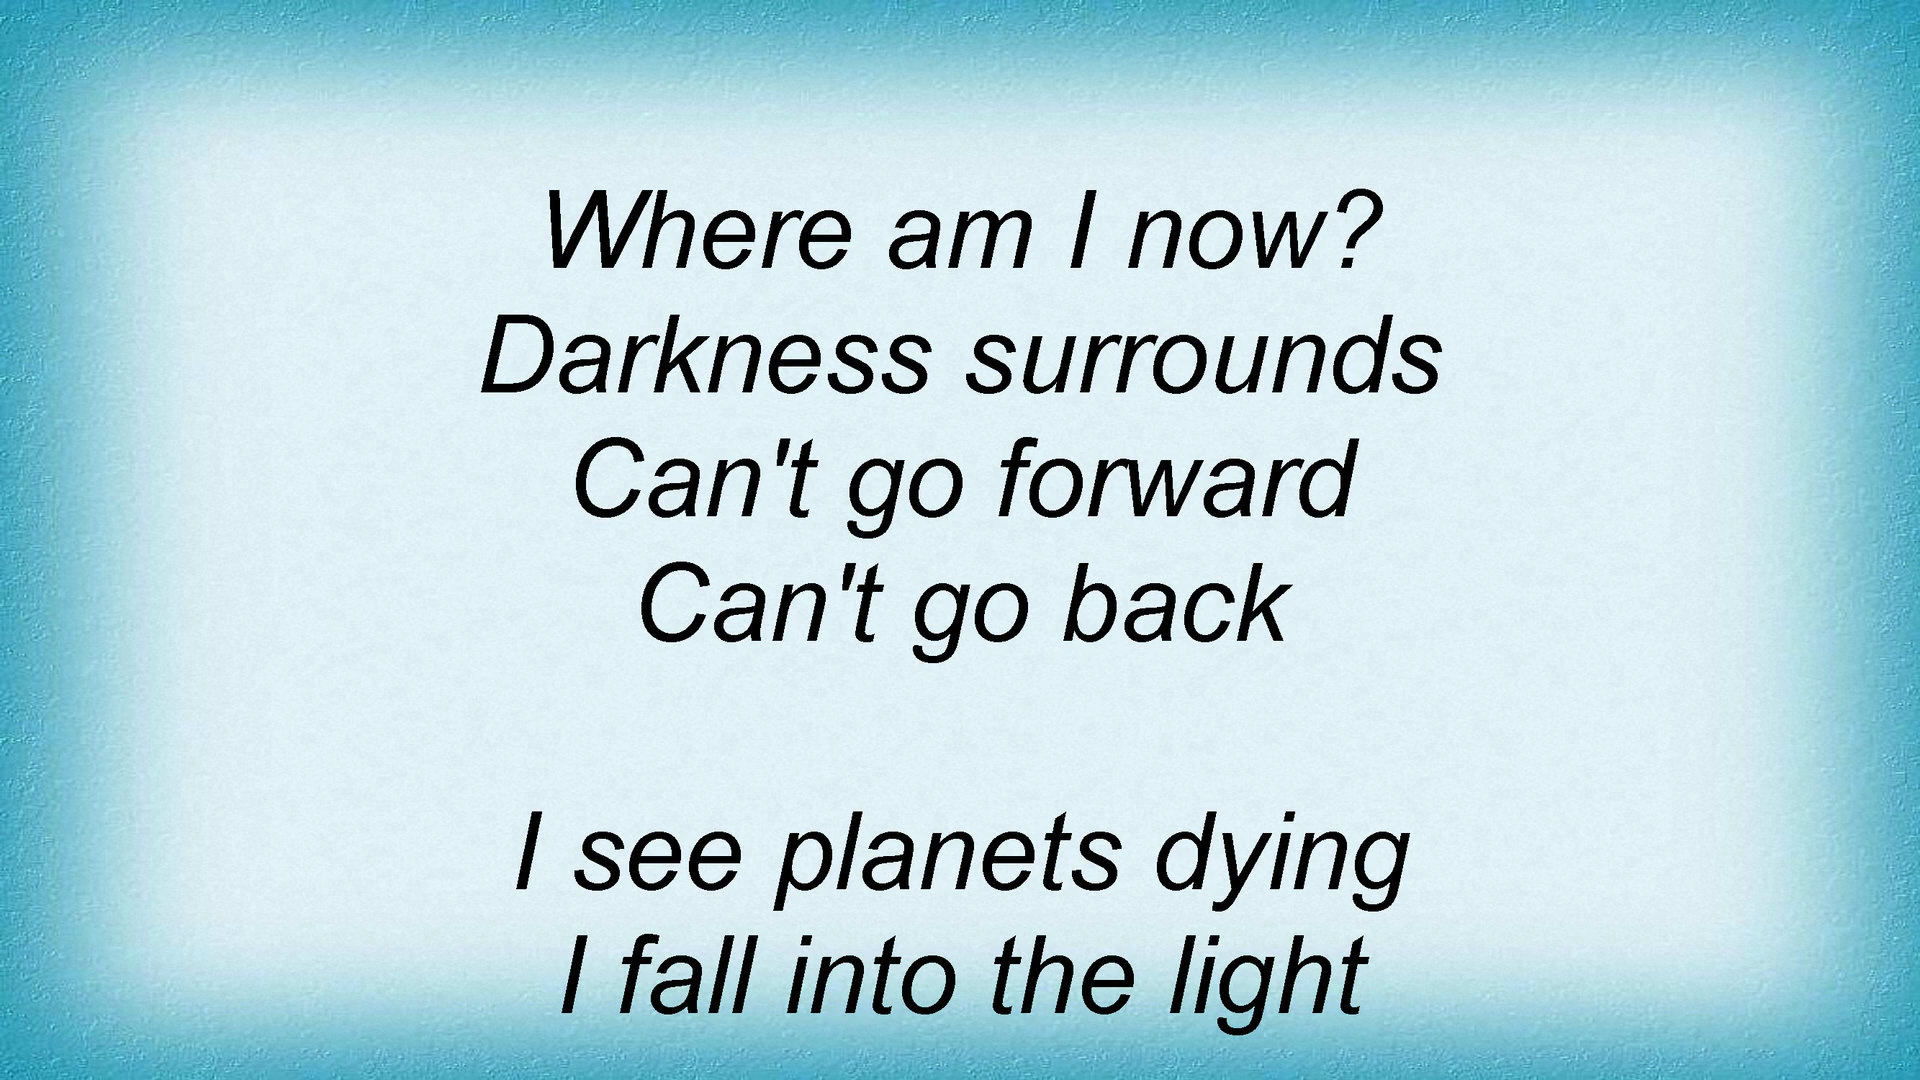 Where am I now?
Darkness surrounds
Can't go forward
Can't go back
I see planets dying
I fall into the light